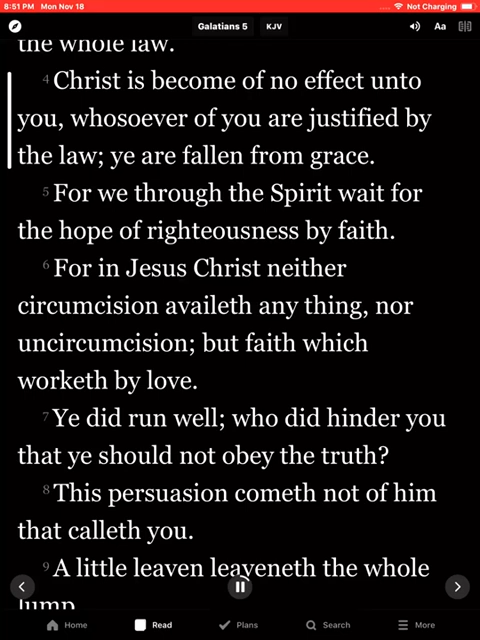 8:51 PM Mon Nov 18
Not Charging
Galatians 5
KJV
Aa
the whole law.
4 Christ is become of no effect unto
you, whosoever of you are justified by
the law; ye are fallen from grace.
5 For we through the Spirit wait for
the hope of righteousness by faith.
6 For in Jesus Christ neither
circumcision availeth any thing, nor
uncircumcision; but faith which
worketh by love.
7 Ye did run well; who did hinder you
that ye should not obey the truth?
8 This persuasion cometh not of him
that calleth you.
9 A little leaven leaveneth the whole
lump.
Home
Read
Plans
Search
More